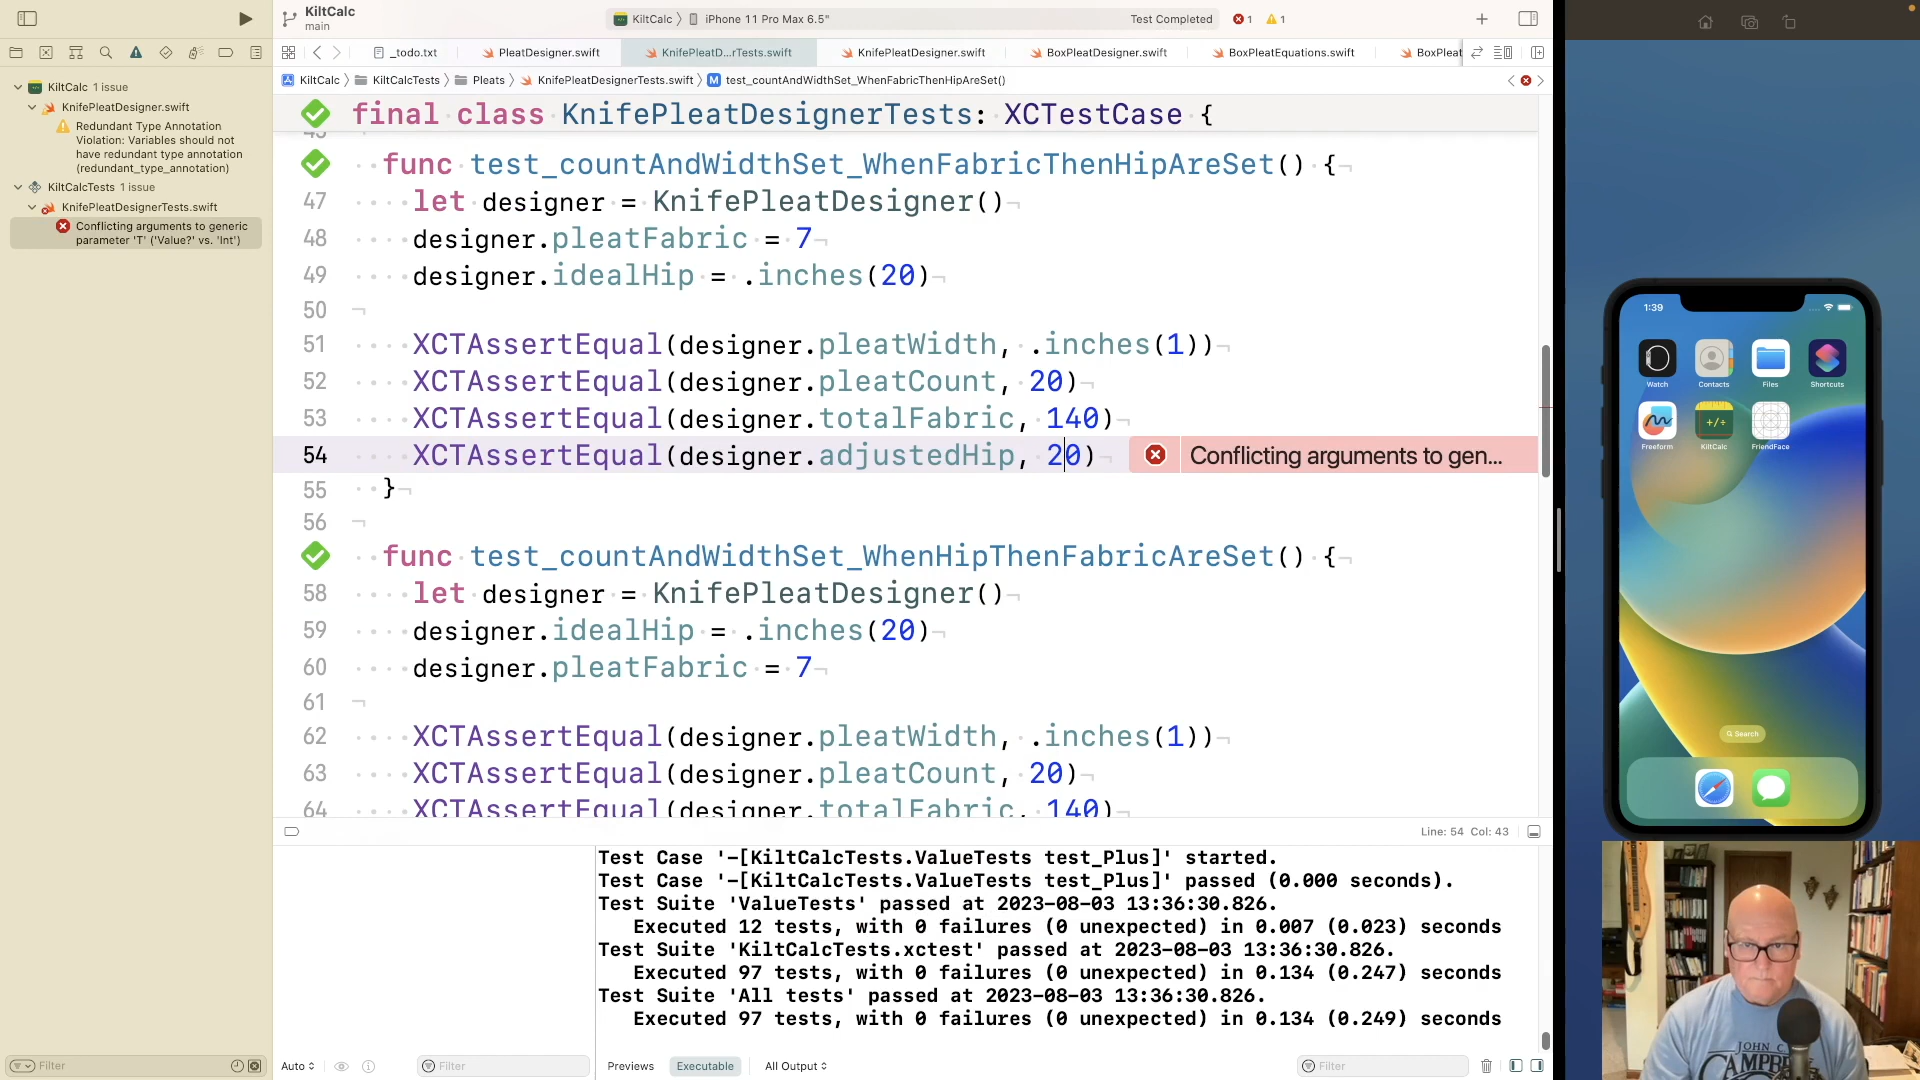 KiltCalc
main
KiltCalc
iPhone 11 Pro Max 6.5"
Test Completed
1
1
_todo.txt
PleatDesigner.swift
KnifePleatD...rTests.swift
KnifePleatDesigner.swift
BoxPleatDesigner.swift
BoxPleatEquations.swift
BoxPleat
KiltCalc
KiltCalcTests
Pleats
KnifePleatDesignerTests.swift
M test_countAndWidthSet_WhenFabricThenHipAreSet()
KiltCalc 1 issue
KnifePleatDesigner.swift
Redundant Type Annotation
Violation: Variables should not
have redundant type annotation
(redundant_type_annotation)
KiltCalcTests 1 issue
KnifePleatDesignerTests.swift
Conflicting arguments to generic
parameter 'T' ('Value?' vs. 'Int')
final class KnifePleatDesignerTests: XCTestCase {
func test_countAndWidthSet_WhenFabricThenHipAreSet() {
47 let designer = KnifePleatDesigner()
48 designer.pleatFabric = 7
49 designer.idealHip = .inches(20)
50
51 XCTAssertEqual(designer.pleatWidth, .inches(1))
52 XCTAssertEqual(designer.pleatCount, 20)
53 XCTAssertEqual(designer.totalFabric, 140)
54 XCTAssertEqual(designer.adjustedHip, 20) Conflicting arguments to gen...
55 }
56
func test_countAndWidthSet_WhenHipThenFabricAreSet() {
58 let designer = KnifePleatDesigner()
59 designer.idealHip = .inches(20)
60 designer.pleatFabric = 7
61
62 XCTAssertEqual(designer.pleatWidth, .inches(1))
63 XCTAssertEqual(designer.pleatCount, 20)
64 XCTAssertEqual(designer.totalFabric, 140)
Line: 54 Col: 43
Test Case '-[KiltCalcTests.ValueTests test_Plus]' started.
Test Case '-[KiltCalcTests.ValueTests test_Plus]' passed (0.000 seconds).
Test Suite 'ValueTests' passed at 2023-08-03 13:36:30.826.
Executed 12 tests, with 0 failures (0 unexpected) in 0.007 (0.023) seconds
Test Suite 'KiltCalcTests.xctest' passed at 2023-08-03 13:36:30.826.
Executed 97 tests, with 0 failures (0 unexpected) in 0.134 (0.247) seconds
Test Suite 'All tests' passed at 2023-08-03 13:36:30.826.
Executed 97 tests, with 0 failures (0 unexpected) in 0.134 (0.249) seconds
Filter
Auto
Filter
Previews
Executable
All Output
Filter
1:39
Watch
Contacts
Files
Shortcuts
Freeform
KiltCalc
FriendFace
Search
JOHN C.
CAMPBE